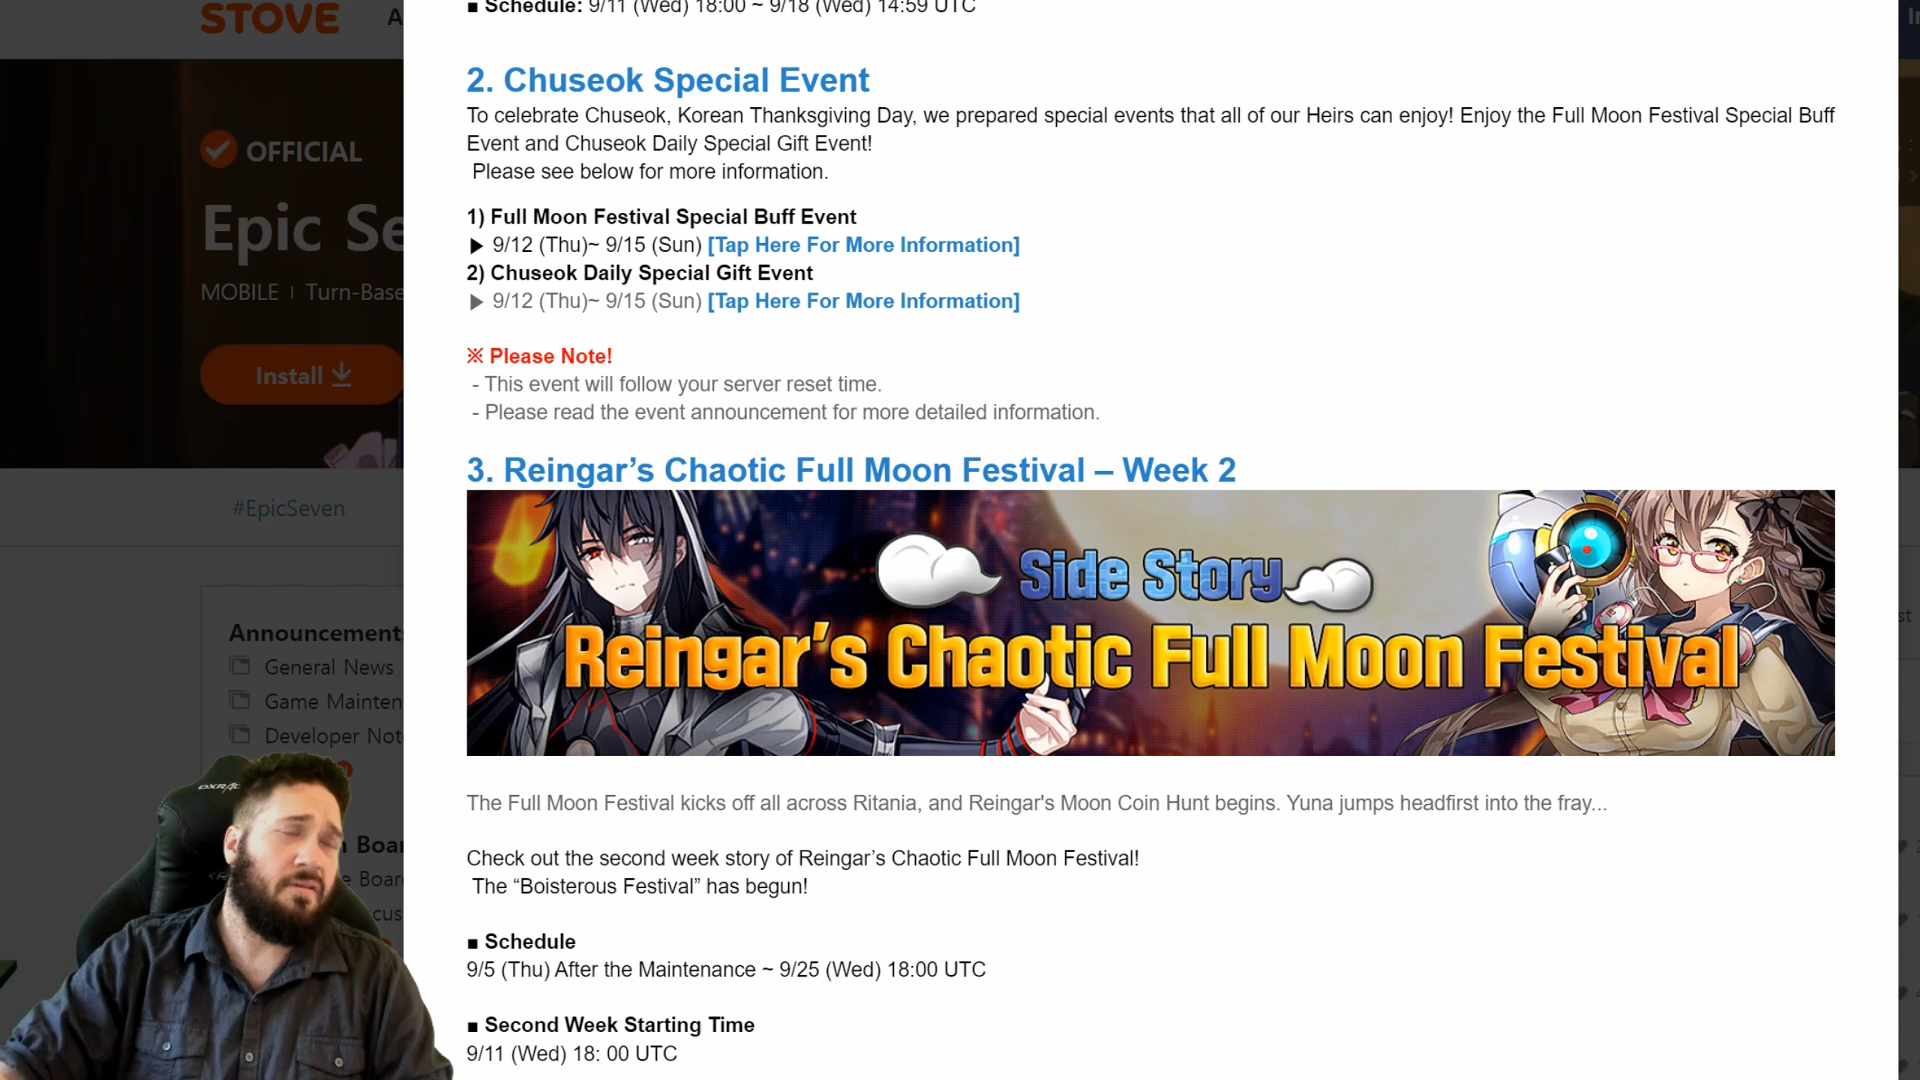 STOVE
A
■ Schedule: 9/11 (Wed) 18:00 ~ 9/18 (Wed) 14:59 UTC
2. Chuseok Special Event
To celebrate Chuseok, Korean Thanksgiving Day, we prepared special events that all of our Heirs can enjoy! Enjoy the Full Moon Festival Special Buff
Event and Chuseok Daily Special Gift Event!
Please see below for more information.
OFFICIAL
Epic Se
MOBILE | Turn-Base
Install
1) Full Moon Festival Special Buff Event
▶ 9/12 (Thu)~ 9/15 (Sun) [Tap Here For More Information]
2) Chuseok Daily Special Gift Event
▶ 9/12 (Thu)~ 9/15 (Sun) [Tap Here For More Information]
※ Please Note!
- This event will follow your server reset time.
- Please read the event announcement for more detailed information.
3. Reingar’s Chaotic Full Moon Festival – Week 2
#EpicSeven
Side Story
Reingar's Chaotic Full Moon Festival
Announcement
General News
Game Mainten
Developer Not
DXRAC
Boar
e Boar
cus
The Full Moon Festival kicks off all across Ritania, and Reingar's Moon Coin Hunt begins. Yuna jumps headfirst into the fray...
Check out the second week story of Reingar’s Chaotic Full Moon Festival!
The “Boisterous Festival” has begun!
■ Schedule
9/5 (Thu) After the Maintenance ~ 9/25 (Wed) 18:00 UTC
■ Second Week Starting Time
9/11 (Wed) 18: 00 UTC